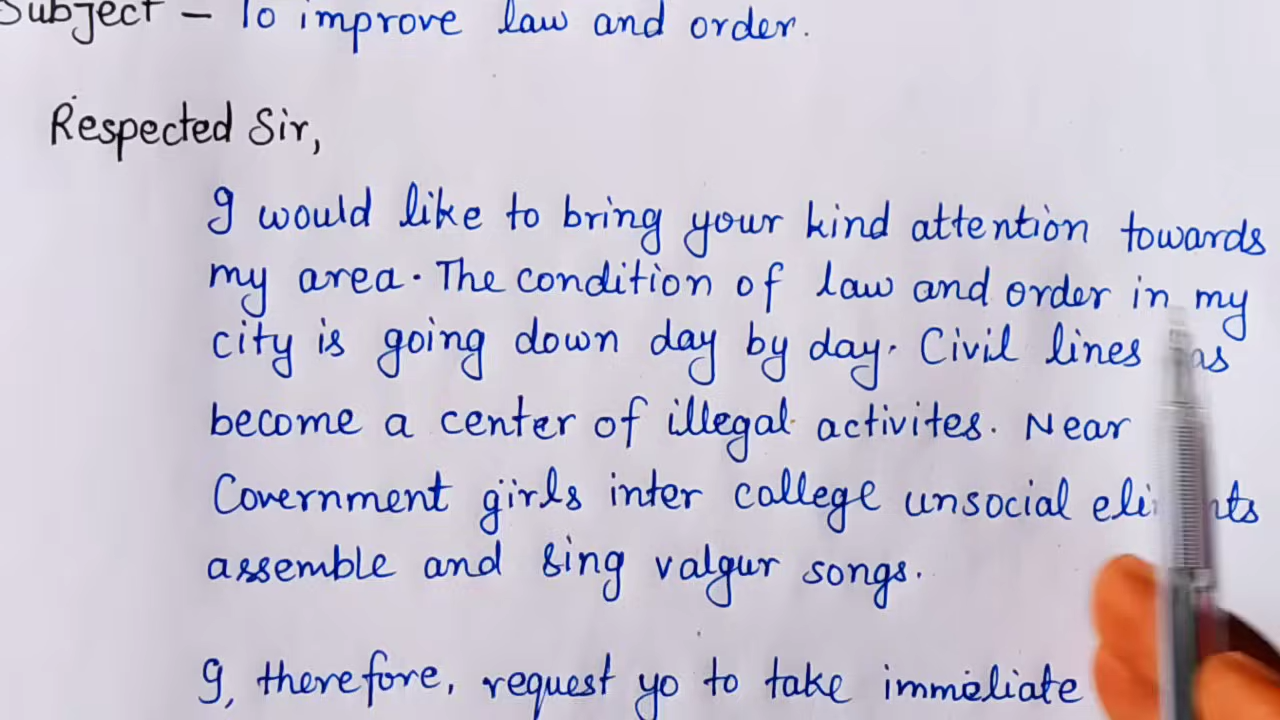 Subject - To improve law and order.
Respected Sir,
I would like to bring your kind attention towards
my area. The condition of law and order in my
city is going down day by day. Civil lines as
become a center of illegal activites. Near
Covernment girls inter college unsocial
assemble and sing valgur songs.
I, therefore, request yo to take immeliate